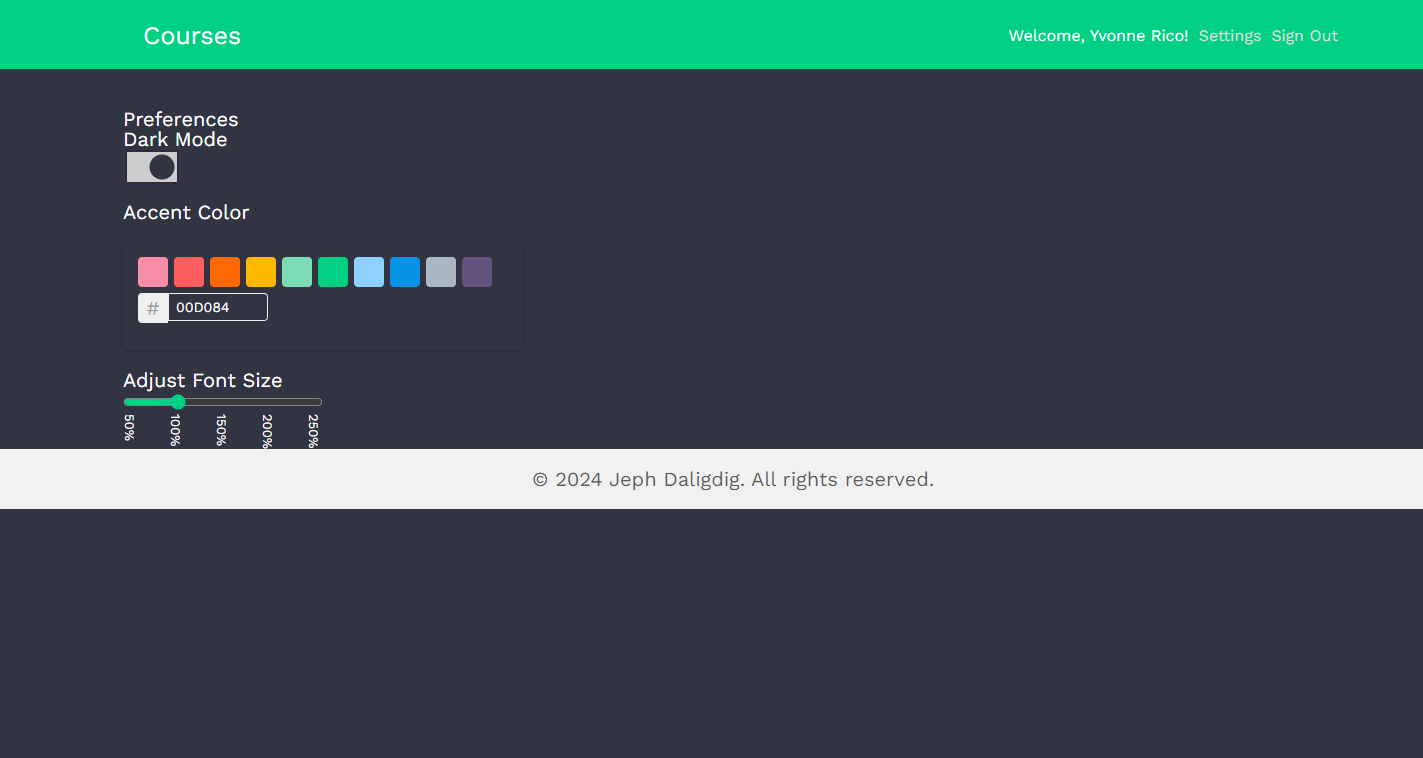 Courses
Welcome, Yvonne Rico! Settings Sign Out
Preferences
Dark Mode
Accent Color
# 00D084
Adjust Font Size
50% 100% 150% 200% 250%
© 2024 Jeph Daligdig. All rights reserved.